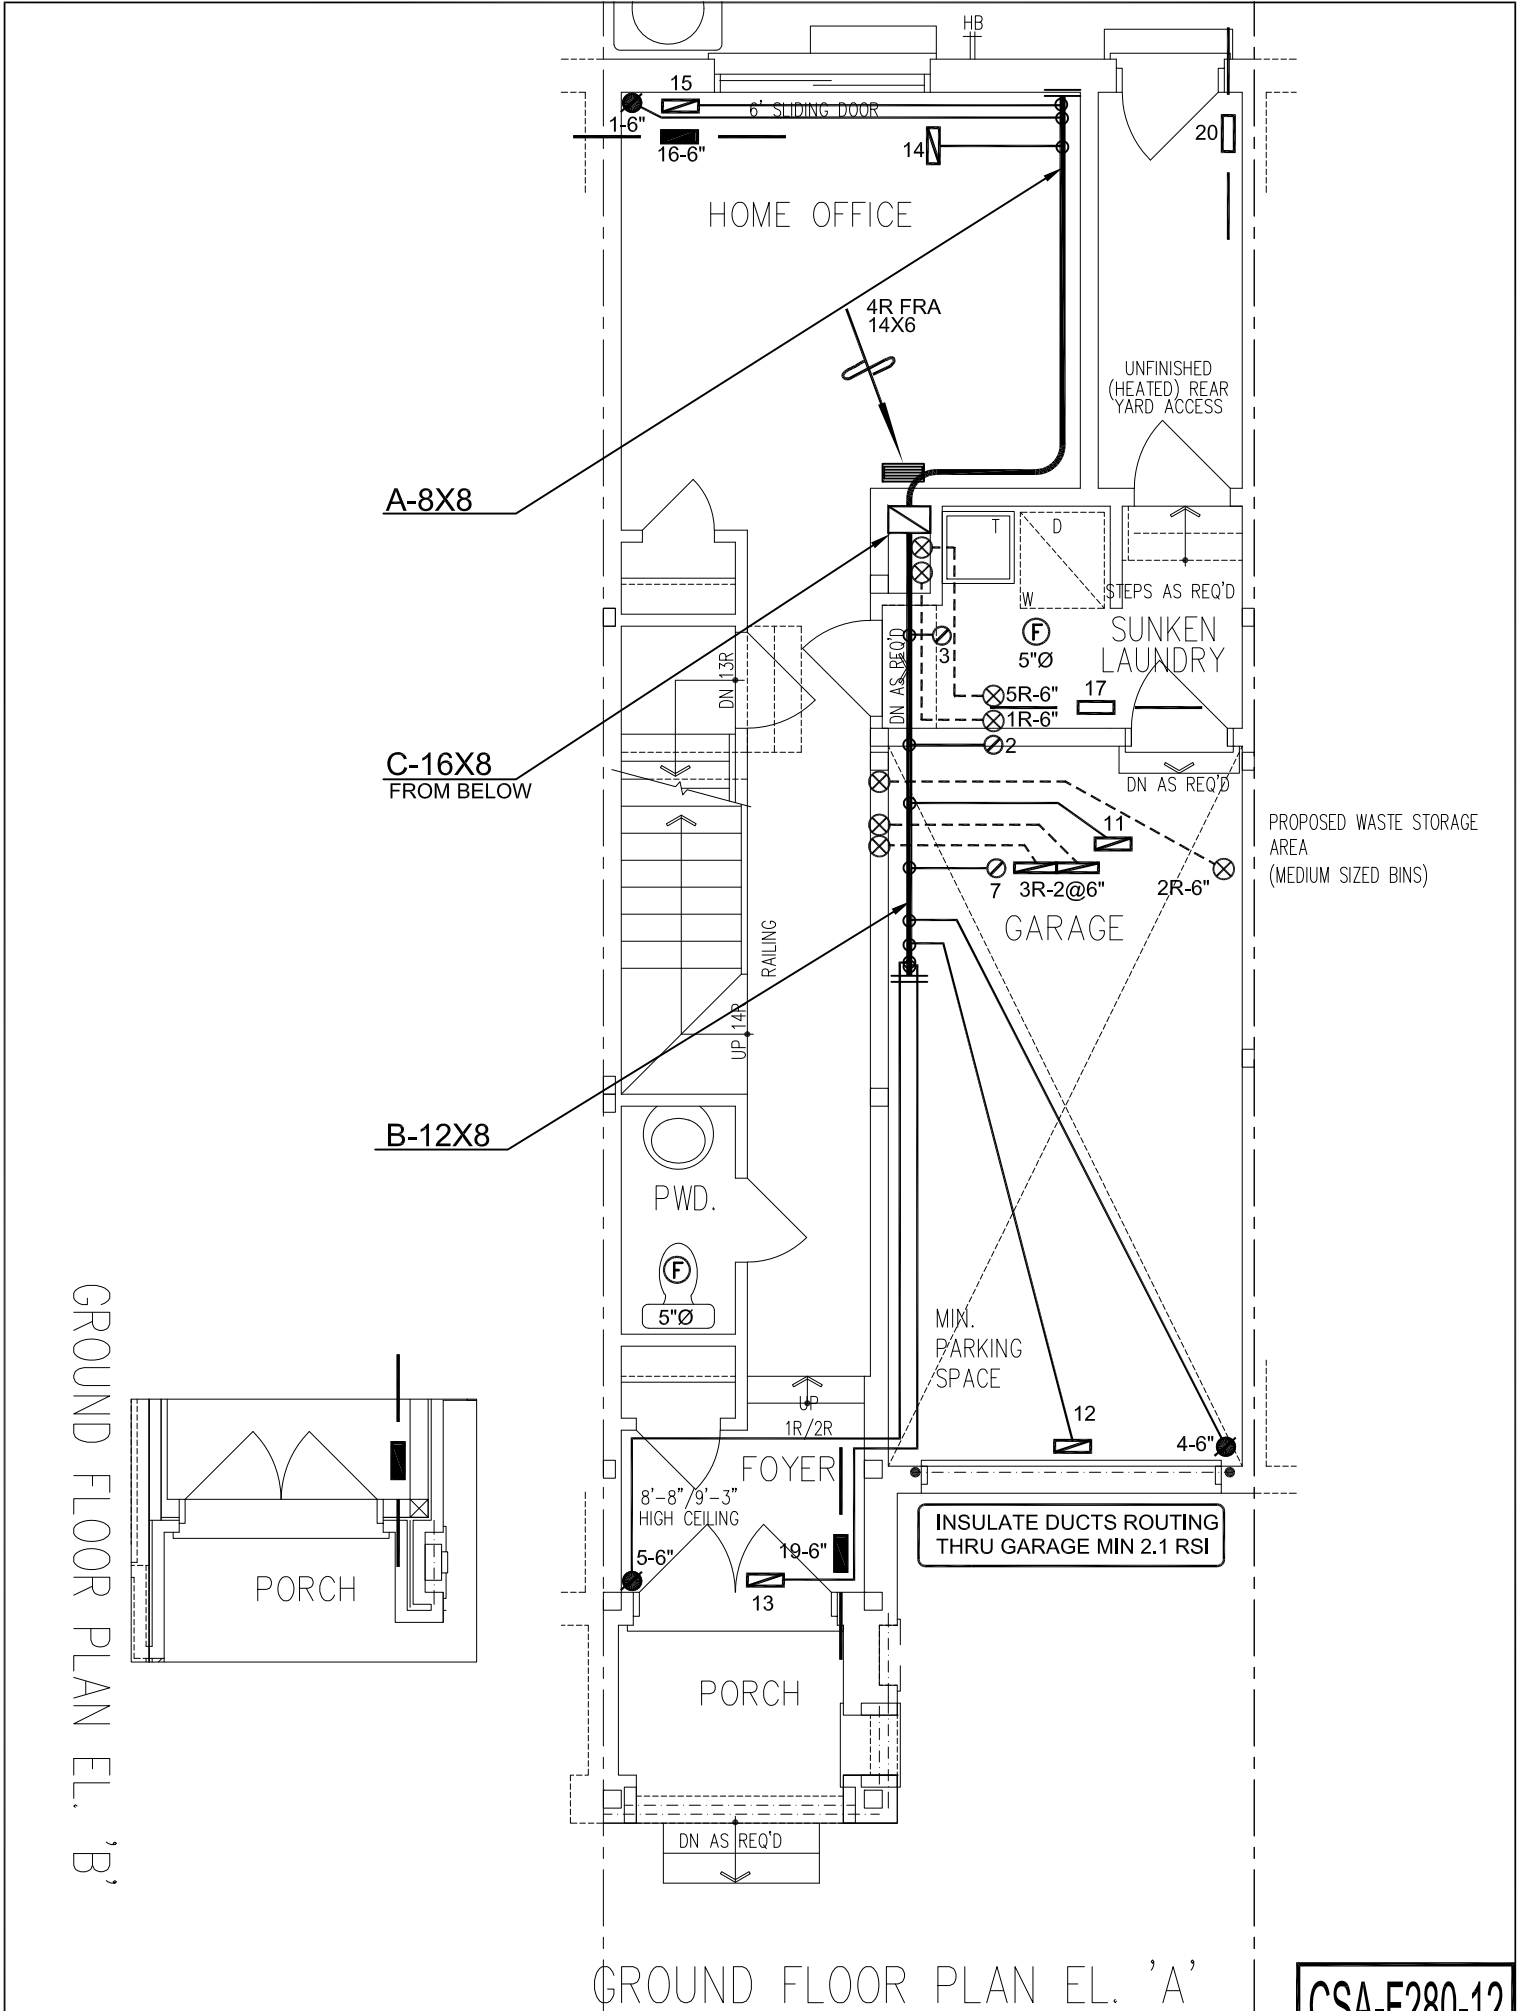 HB
15
6' SLIDING DOOR
1-6"
16-6"
14
20
HOME OFFICE
4R FRA
14X6
UNFINISHED
(HEATED) REAR
YARD ACCESS
A-8X8
T
D
W
STEPS AS REQ'D
SUNKEN
LAUNDRY
F
5"Ø
3
DN AS REQ'D
DN 13R
5R-6"
17
1R-6"
2
C-16X8
FROM BELOW
DN AS REQ'D
11
PROPOSED WASTE STORAGE
AREA
(MEDIUM SIZED BINS)
7
3R-2@6"
2R-6"
GARAGE
RAILING
UP 14R
B-12X8
PWD.
F
5"Ø
MIN.
PARKING
SPACE
UP
1R/2R
12
4-6"
FOYER
8'-8"/9'-3"
HIGH CEILING
INSULATE DUCTS ROUTING
THRU GARAGE MIN 2.1 RSI
5-6"
19-6"
13
PORCH
PORCH
DN AS REQ'D
GROUND FLOOR PLAN EL. 'B'
GROUND FLOOR PLAN EL. 'A'
CSA-F280-12